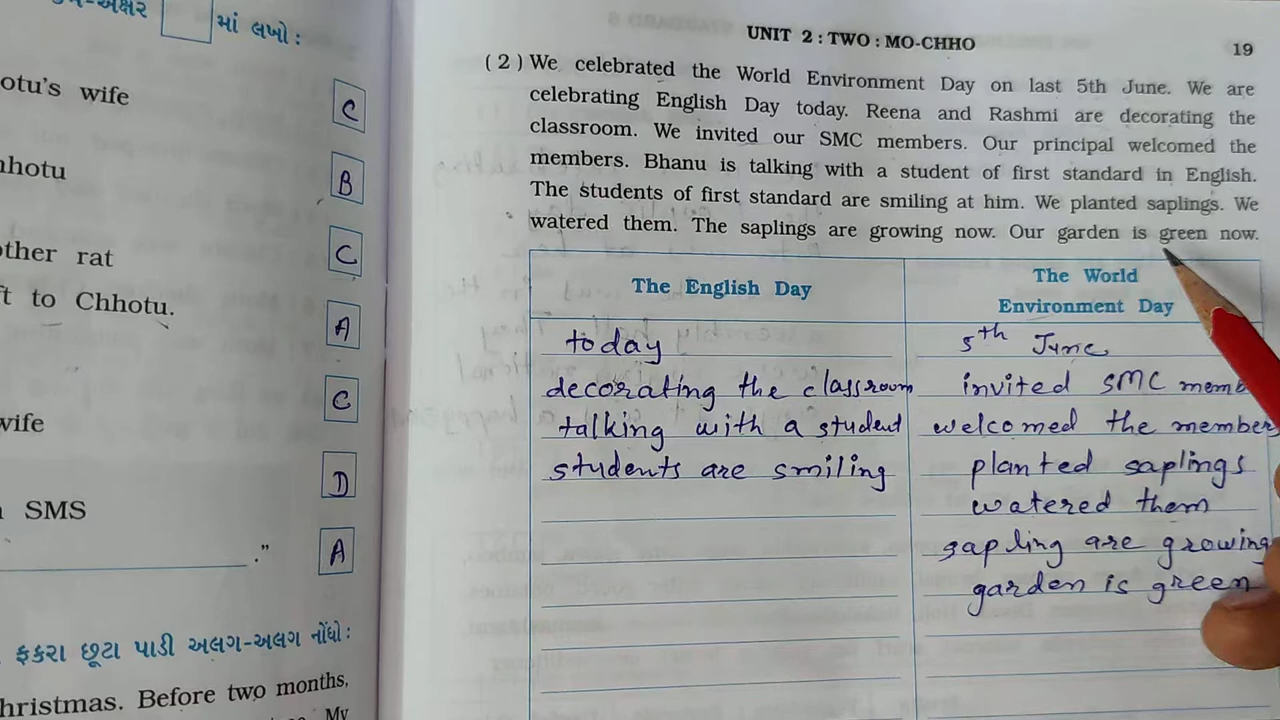 અક્ષર માં લખો :
otu's wife C
hhotu B
other rat C
ft to Chhotu. A
C
wife
D
SMS
A
."
ફકરા છૂટા પાડી અલગ-અલગ નોંધો :
hristmas. Before two months,
My
UNIT 2 : TWO : MO-CHHO 19
(2) We celebrated the World Environment Day on last 5th June. We are
celebrating English Day today. Reena and Rashmi are decorating the
classroom. We invited our SMC members. Our principal welcomed the
members. Bhanu is talking with a student of first standard in English.
The students of first standard are smiling at him. We planted saplings. We
watered them. The saplings are growing now. Our garden is green now.
The English Day
today
decorating the classroom
talking with a student
students are smiling
The World
Environment Day
5th June
invited SMC memb
welcomed the member
planted saplings
watered them
sapling are growing
garden is green